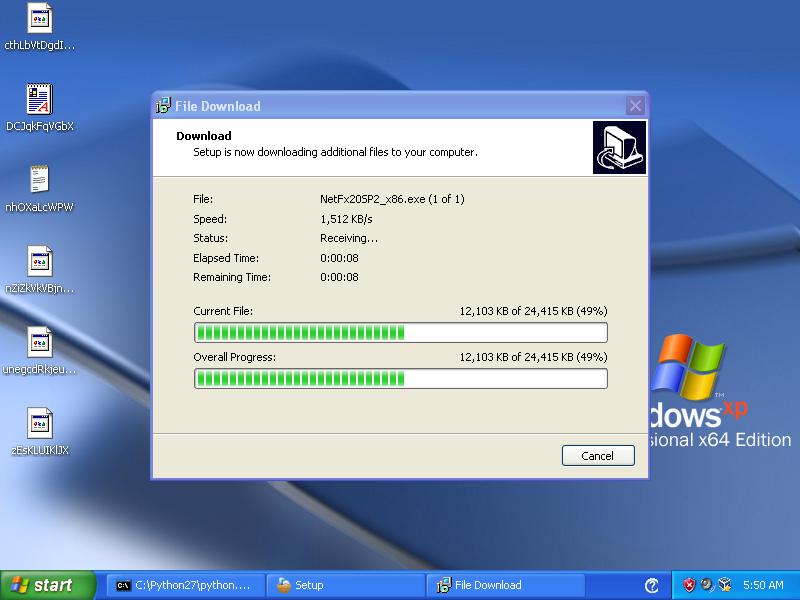 cthLbVtDgdI...
DCJqkFqVGbX
nhOXaLcWPW
nZiZkVkVBjn...
unegcdRkjeu...
zEsKLUIKlJX
File Download
Download
Setup is now downloading additional files to your computer.
File: NetFx20SP2_x86.exe (1 of 1)
Speed: 1,512 KB/s
Status: Receiving...
Elapsed Time: 0:00:08
Remaining Time: 0:00:08
Current File: 12,103 KB of 24,415 KB (49%)
Overall Progress: 12,103 KB of 24,415 KB (49%)
Cancel
TM
dows xp
sional x64 Edition
start
C:\Python27\python....
Setup
File Download
5:50 AM